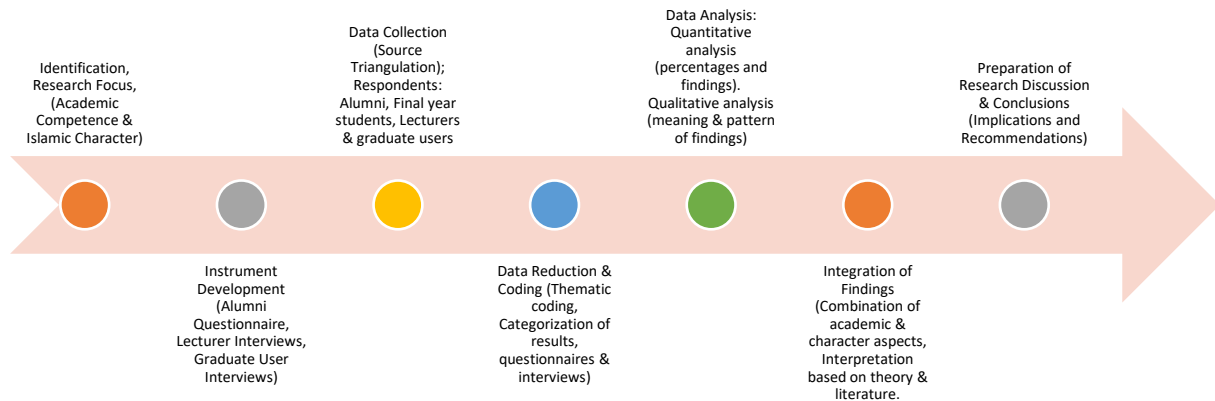 Identification,
Research Focus,
(Academic
Competence &
Islamic Character)
Instrument
Development
(Alumni
Questionnaire,
Lecturer Interviews,
Graduate User
Interviews)
Data Collection
(Source
Triangulation);
Respondents:
Alumni, Final year
students, Lecturers
& graduate users
Data Reduction &
Coding (Thematic
coding,
Categorization of
results,
questionnaires &
interviews)
Data Analysis:
Quantitative
analysis
(percentages and
findings).
Qualitative analysis
(meaning & pattern
of findings)
Integration of
Findings
(Combination of
academic &
character aspects,
Interpretation
based on theory &
literature.
Preparation of
Research Discussion
& Conclusions
(Implications and
Recommendations)